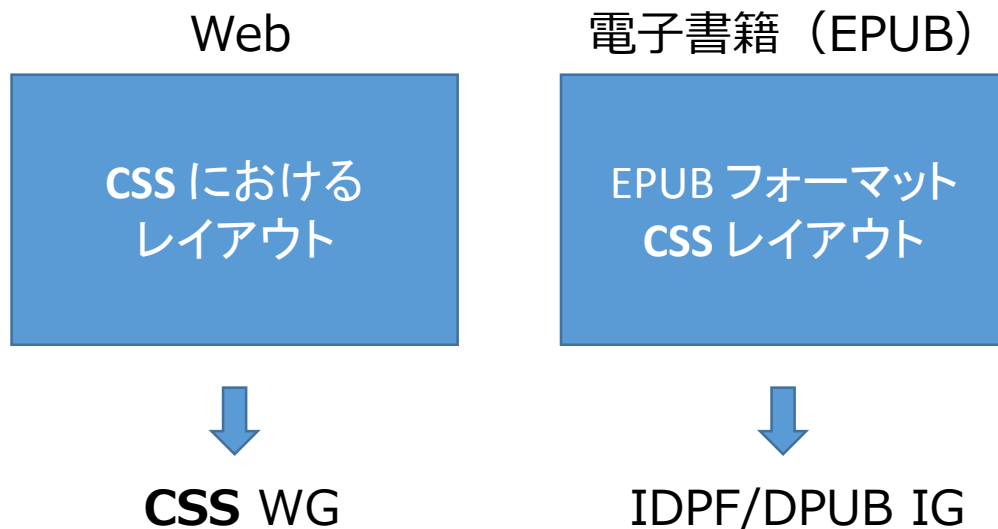 Web
CSS における
レイアウト
CSS WG
電子書籍（EPUB）
EPUB フォーマット
CSS レイアウト
IDPF/DPUB IG